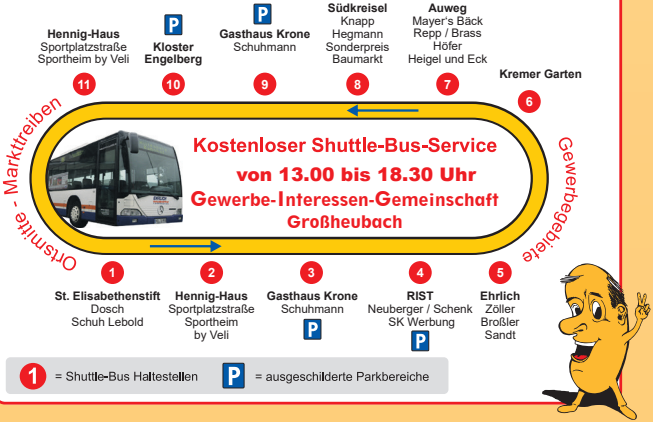 Hennig-Haus
Sportplatzstraße
Sportheim by Veli
11
P
Kloster
Engelberg
10
P
Gasthaus Krone
Schuhmann
9
Südkreisel
Knapp
Hegmann
Sonderpreis
Baumarkt
8
Auweg
Mayer's Bäck
Repp / Brass
Höfer
Heigel und Eck
7
Kremer Garten
6
Ortsmitte - Markttreiben
Kostenloser Shuttle-Bus-Service
von 13.00 bis 18.30 Uhr
Gewerbe-Interessen-Gemeinschaft
Großheubach
Gewerbegebiete
1
St. Elisabethenstift
Dosch
Schuh Lebold
2
Hennig-Haus
Sportplatzstraße
Sportheim
by Veli
3
Gasthaus Krone
Schuhmann
P
4
RIST
Neuberger / Schenk
SK Werbung
P
5
Ehrlich
Zöller
Broßler
Sandt
1 = Shuttle-Bus Haltestellen
P = ausgeschilderte Parkbereiche